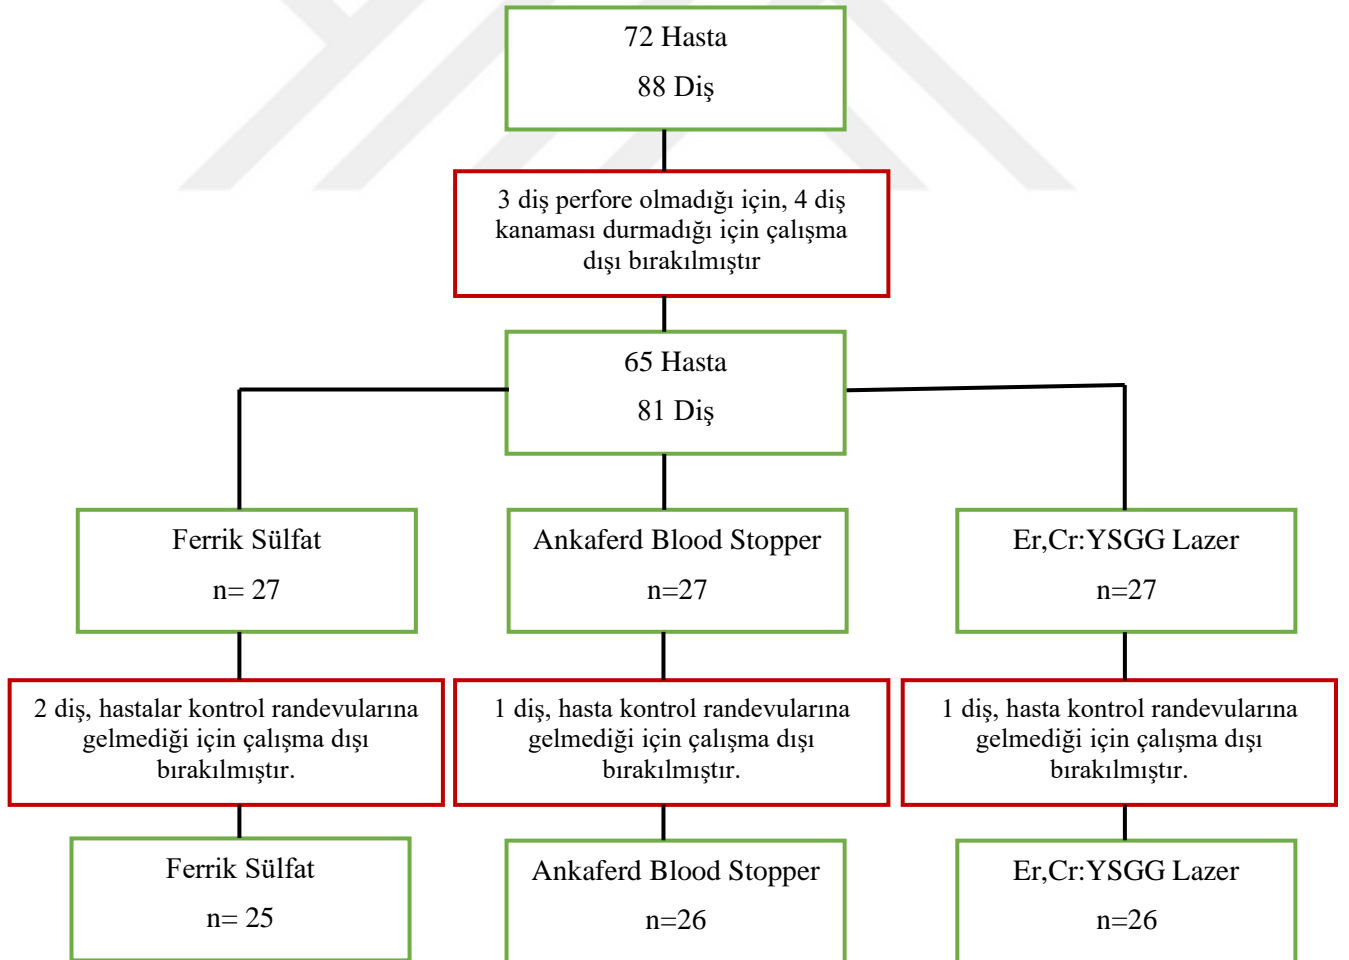 72 Hasta
88 Diş
3 diş perfore olmadığı için, 4 diş
kanaması durmadığı için çalışma
dışı bırakılmıştır
65 Hasta
81 Diş
Ferrik Sülfat
n= 27
Ankaferd Blood Stopper
n=27
Er,Cr:YSGG Lazer
n=27
2 diş, hastalar kontrol randevularına
gelmediği için çalışma dışı
bırakılmıştır.
1 diş, hasta kontrol randevularına
gelmediği için çalışma dışı
bırakılmıştır.
1 diş, hasta kontrol randevularına
gelmediği için çalışma dışı
bırakılmıştır.
Ferrik Sülfat
n= 25
Ankaferd Blood Stopper
n=26
Er,Cr:YSGG Lazer
n=26